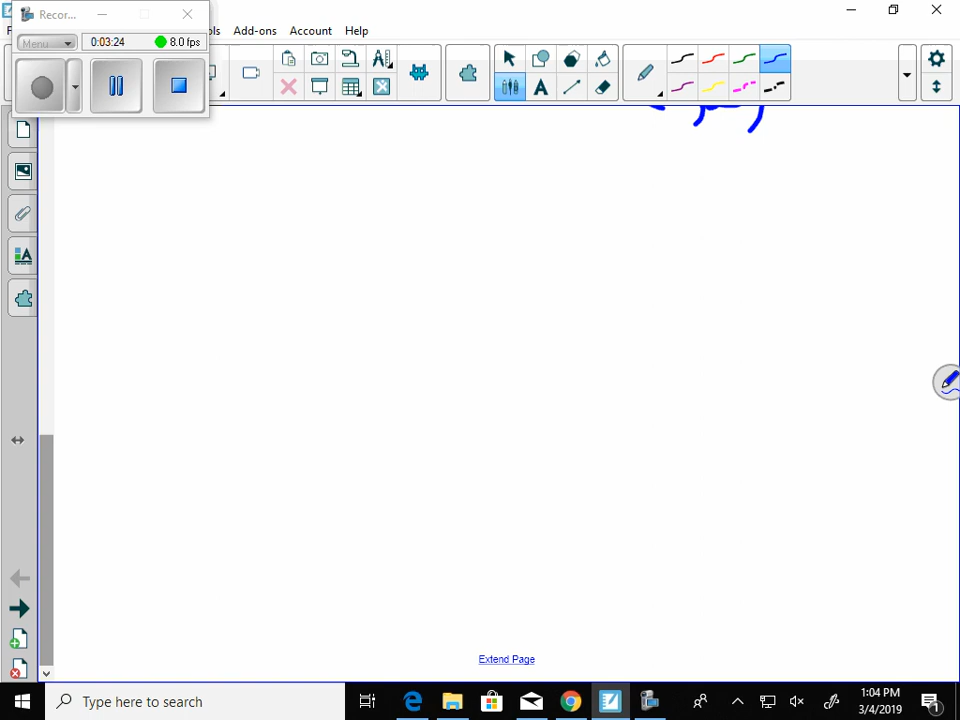 Recor...
ols Add-ons Account Help
Menu 0:03:24 8.0 fps
Extend Page
Type here to search
1:04 PM
3/4/2019
1